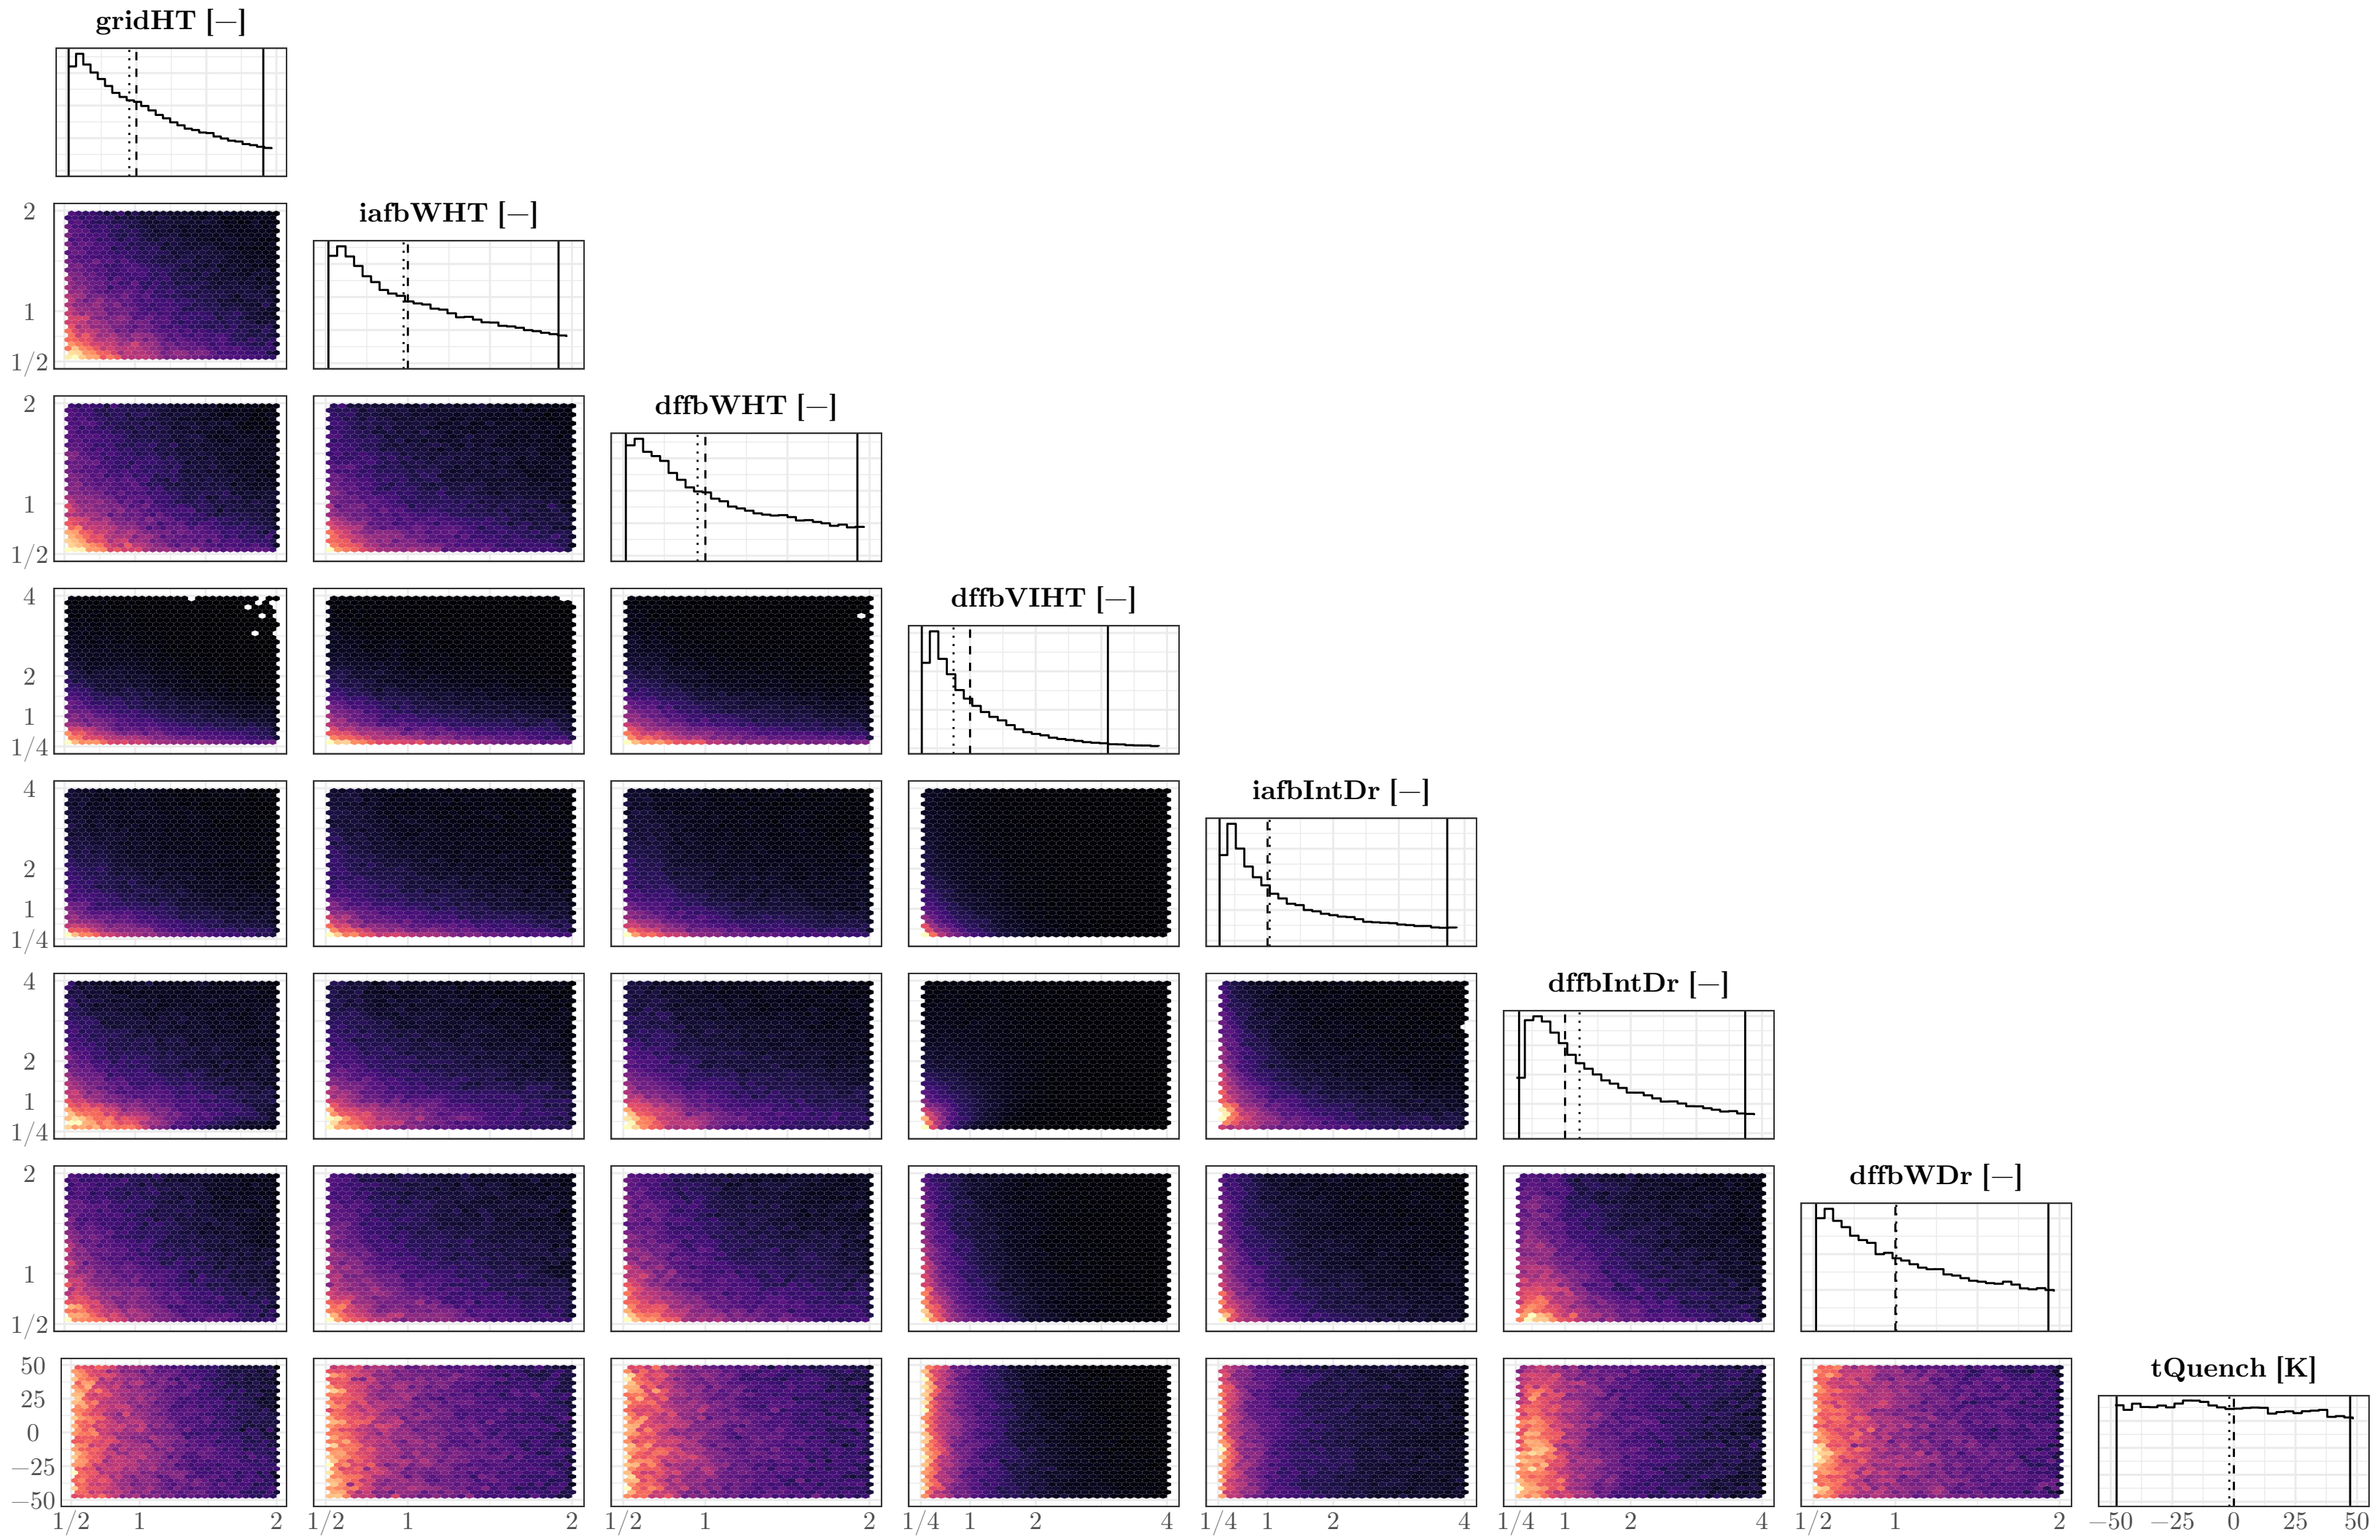 gridHT [−]
2
1
1/2
iafbWHT [−]
2
1
1/2
dffbWHT [−]
4
2
1
1/4
dffbVIHT [−]
4
2
1
1/4
iafbIntDr [−]
4
2
1
1/4
dffbIntDr [−]
2
1
1/2
dffbWDr [−]
50
25
0
−25
−50
tQuench [K]
1/2 1 2 1/2 1 2 1/2 1 2 1/4 1 2 4 1/4 1 2 4 1/4 1 2 4 1/2 1 2 −50 −25 0 25 50